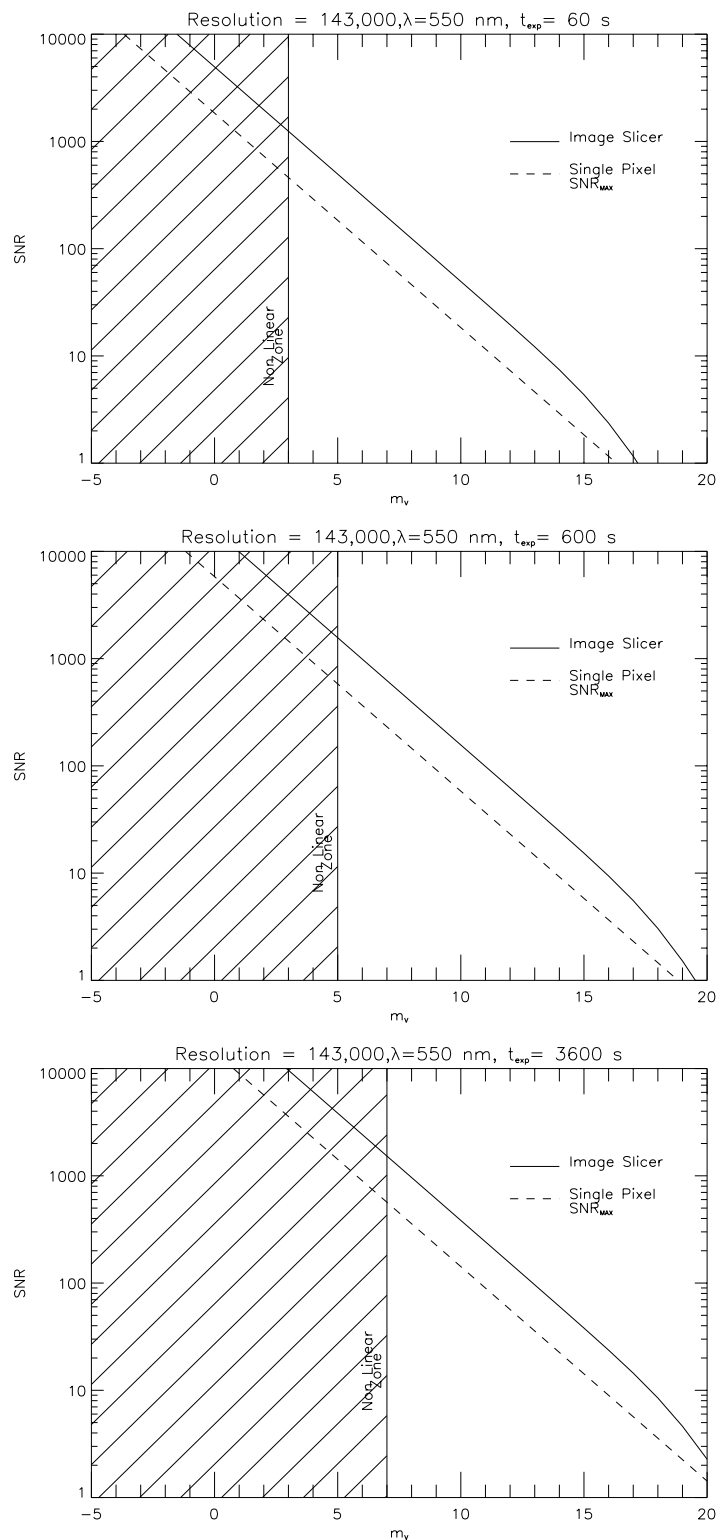 Resolution = 143,000,λ=550 nm, t_exp= 60 s
10000
1000
100
10
1
SNR
Image Slicer
Single Pixel
SNR_MAX
Non Linear
Zone
-5
0
5
10
15
20
m_v
Resolution = 143,000,λ=550 nm, t_exp= 600 s
10000
1000
100
10
1
SNR
Image Slicer
Single Pixel
SNR_MAX
Non Linear
Zone
-5
0
5
10
15
20
m_v
Resolution = 143,000,λ=550 nm, t_exp= 3600 s
10000
1000
100
10
1
SNR
Image Slicer
Single Pixel
SNR_MAX
Non Linear
Zone
-5
0
5
10
15
20
m_v